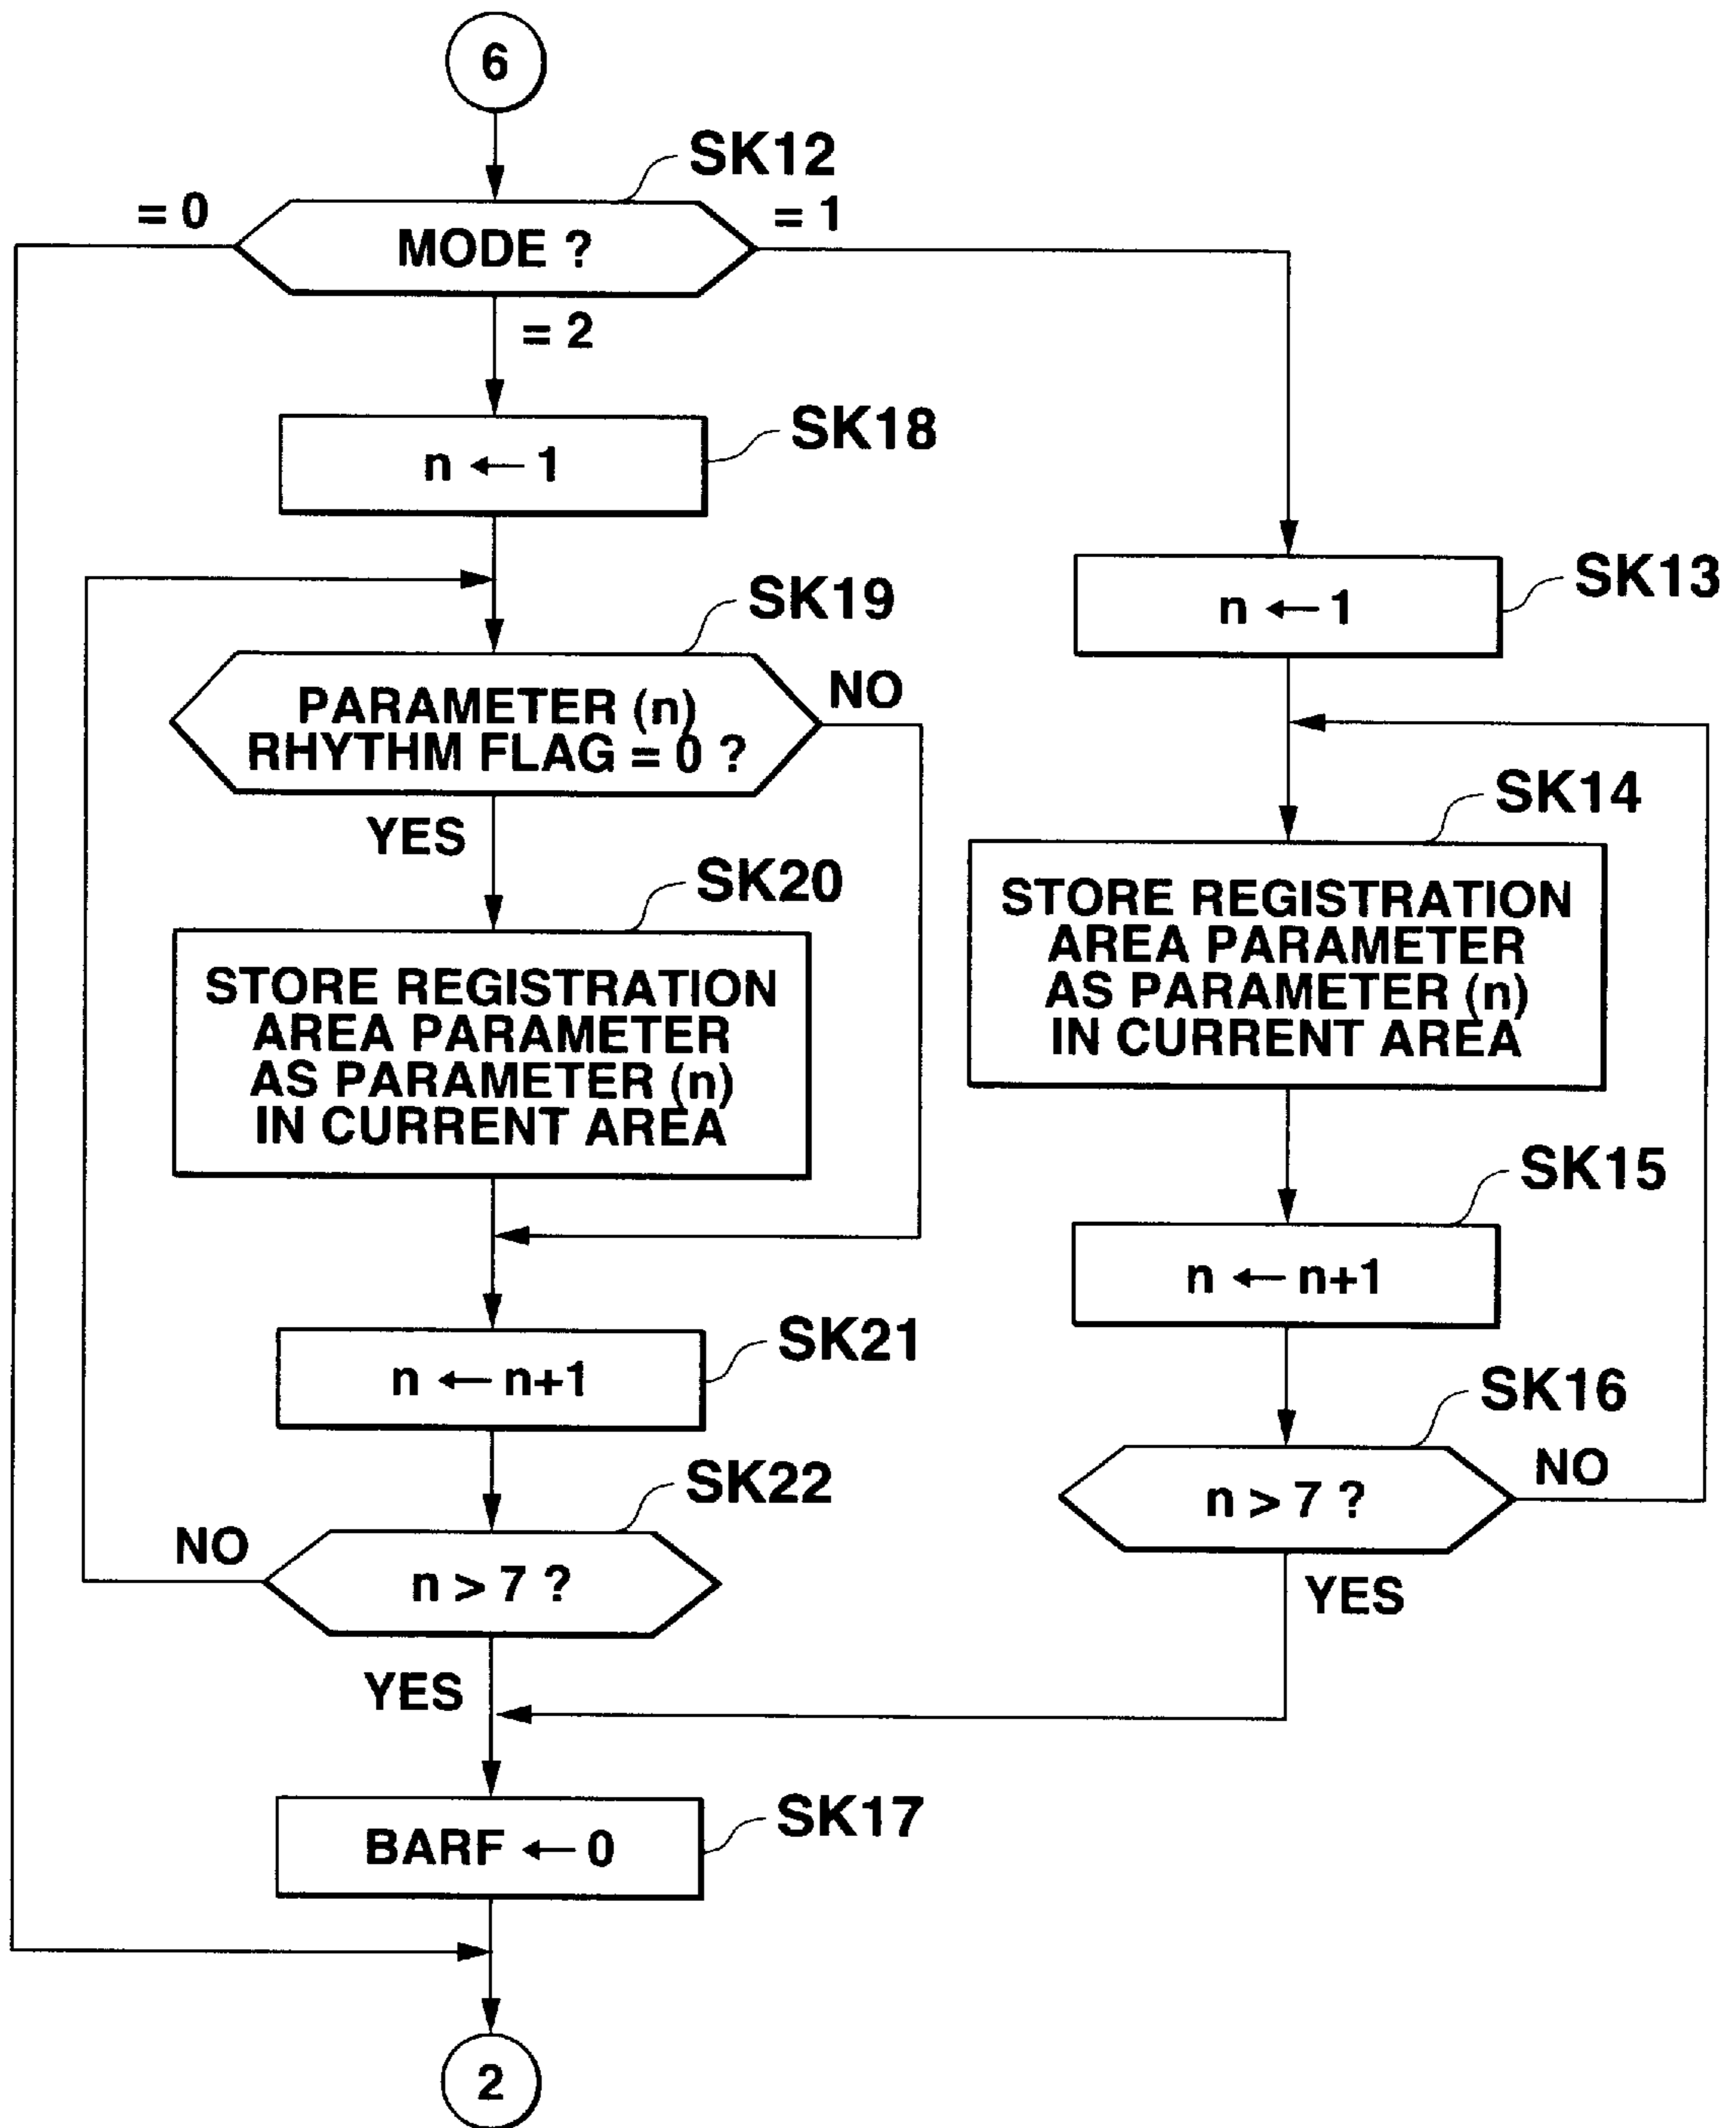 6
SK12
= 0
= 1
MODE ?
= 2
SK18
n ← 1
SK13
n ← 1
SK19
PARAMETER (n)
RHYTHM FLAG = 0 ?
NO
YES
SK14
STORE REGISTRATION
AREA PARAMETER
AS PARAMETER (n)
IN CURRENT AREA
SK20
STORE REGISTRATION
AREA PARAMETER
AS PARAMETER (n)
IN CURRENT AREA
SK15
n ← n+1
SK21
n ← n+1
SK16
n > 7 ?
NO
YES
SK22
NO
n > 7 ?
YES
SK17
BARF ← 0
2